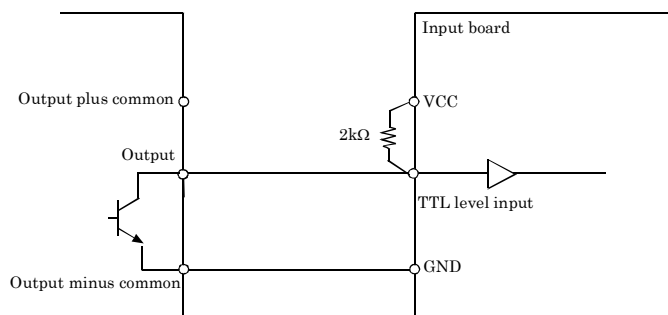 Input board
Output plus common
VCC
2kΩ
Output
TTL level input
GND
Output minus common